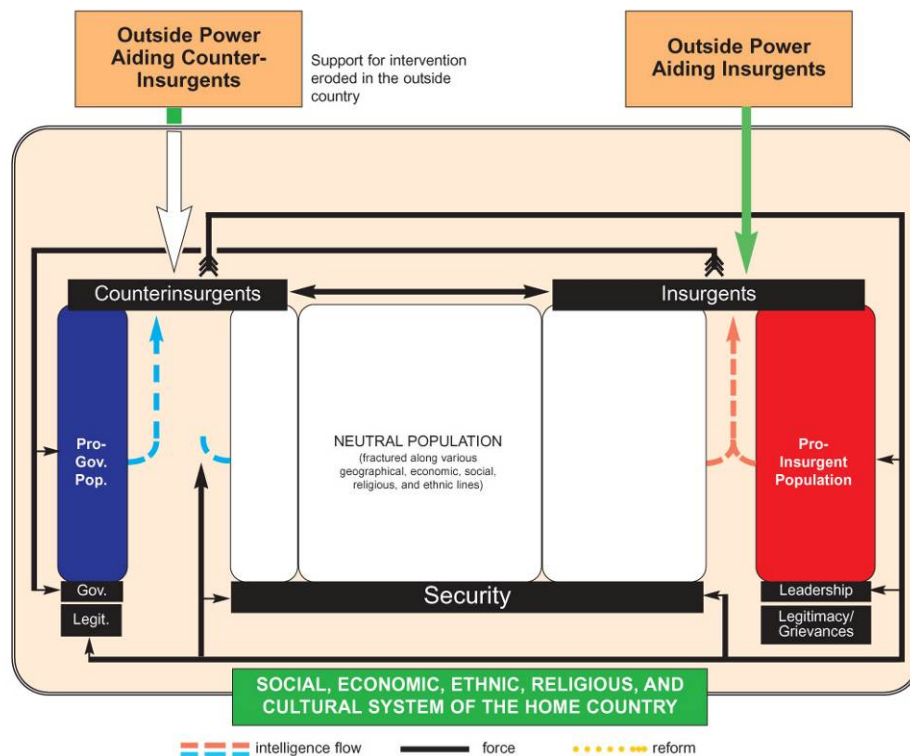 Outside Power
Aiding Counter-
Insurgents
Support for intervention
eroded in the outside
country
Outside Power
Aiding Insurgents
Counterinsurgents
Insurgents
Pro-
Gov.
Pop.
NEUTRAL POPULATION
(fractured along various
geographical, economic, social,
religious, and ethnic lines)
Pro-
Insurgent
Population
Gov.
Legit.
Security
Leadership
Legitimacy/
Grievances
SOCIAL, ECONOMIC, ETHNIC, RELIGIOUS, AND
CULTURAL SYSTEM OF THE HOME COUNTRY
intelligence flow
force
reform